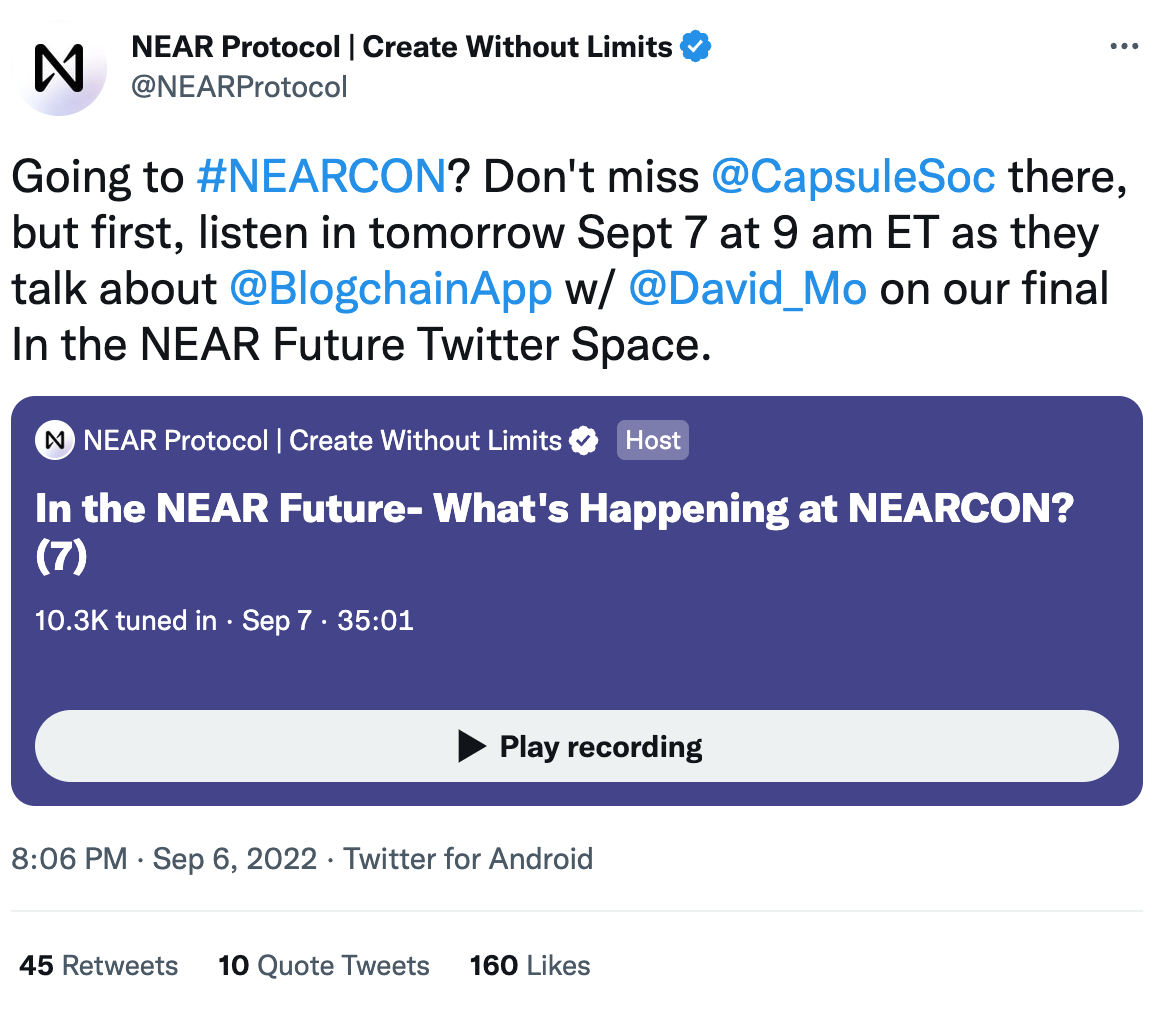 NEAR Protocol | Create Without Limits
@NEARProtocol
Going to #NEARCON? Don't miss @CapsuleSoc there,
but first, listen in tomorrow Sept 7 at 9 am ET as they
talk about @BlogchainApp w/ @David_Mo on our final
In the NEAR Future Twitter Space.
NEAR Protocol | Create Without Limits Host
In the NEAR Future- What's Happening at NEARCON?
(7)
10.3K tuned in · Sep 7 · 35:01
Play recording
8:06 PM · Sep 6, 2022 · Twitter for Android
45 Retweets 10 Quote Tweets 160 Likes